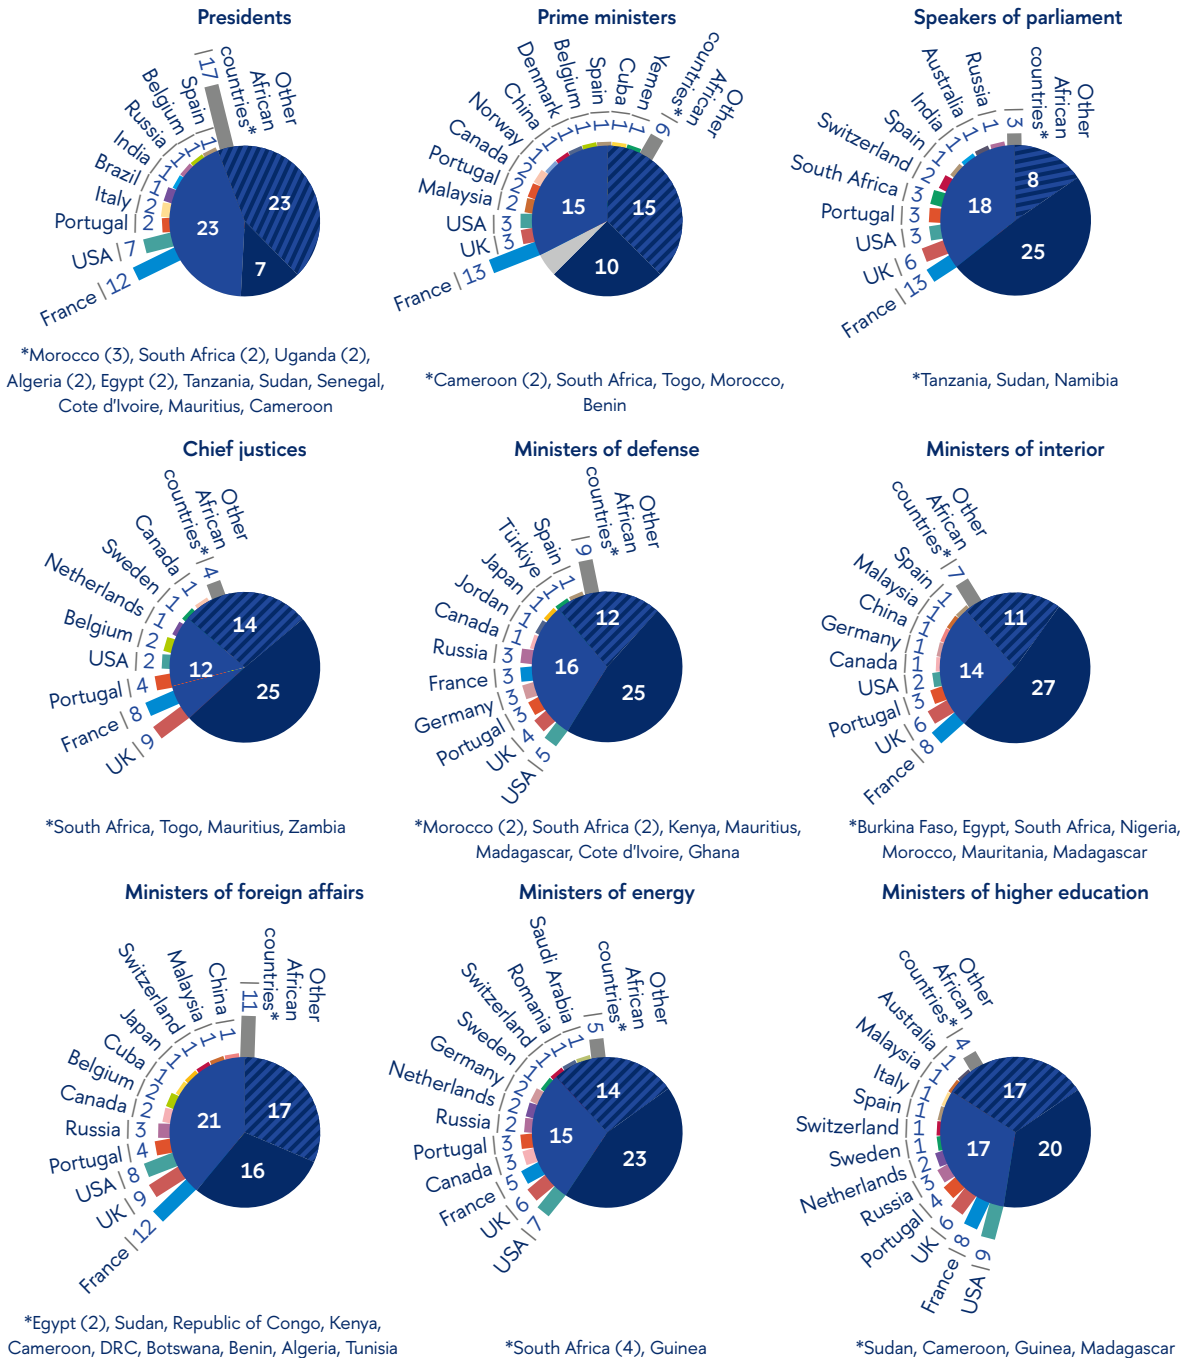 Presidents
Other
African
countries*
17
Spain
1
Belgium
1
Russia
1
India
1
Brazil
1
Italy
2
Portugal
2
USA
7
France
12
23
23
7
*Morocco (3), South Africa (2), Uganda (2),
Algeria (2), Egypt (2), Tanzania, Sudan, Senegal,
Cote d'Ivoire, Mauritius, Cameroon
Prime ministers
Other
African
countries*
6
Yemen
1
Cuba
1
Spain
1
Belgium
1
Denmark
1
China
1
Norway
1
Canada
2
Portugal
2
Malaysia
2
USA
3
UK
3
France
13
15
15
10
*Cameroon (2), South Africa, Togo, Morocco,
Benin
Speakers of parliament
Other
African
countries*
3
Russia
1
Australia
1
India
1
Spain
1
Switzerland
2
South Africa
3
Portugal
3
USA
3
UK
6
France
13
8
18
25
*Tanzania, Sudan, Namibia
Chief justices
Other
African
countries*
4
Canada
1
Sweden
1
Netherlands
1
Belgium
2
USA
2
Portugal
4
France
8
UK
9
14
12
25
*South Africa, Togo, Mauritius, Zambia
Ministers of defense
Other
African
countries*
9
Spain
1
Türkiye
1
Japan
1
Jordan
1
Canada
1
Russia
3
France
3
Germany
3
Portugal
3
UK
4
USA
5
12
16
25
*Morocco (2), South Africa (2), Kenya, Mauritius,
Madagascar, Cote d'Ivoire, Ghana
Ministers of interior
Other
African
countries*
7
Spain
1
Malaysia
1
China
1
Germany
1
Canada
1
USA
2
Portugal
3
UK
6
France
8
11
14
27
*Burkina Faso, Egypt, South Africa, Nigeria,
Morocco, Mauritania, Madagascar
Ministers of foreign affairs
Other
African
countries*
11
China
1
Malaysia
1
Switzerland
1
Japan
1
Cuba
1
Belgium
2
Canada
2
Russia
3
Portugal
4
USA
8
UK
9
France
12
17
21
16
*Egypt (2), Sudan, Republic of Congo, Kenya,
Cameroon, DRC, Botswana, Benin, Algeria, Tunisia
Ministers of energy
Other
African
countries*
5
Saudi Arabia
1
Romania
1
Switzerland
1
Sweden
1
Germany
2
Netherlands
2
Russia
2
Portugal
3
Canada
3
France
5
UK
6
USA
7
14
15
23
*South Africa (4), Guinea
Ministers of higher education
Other
African
countries*
4
Australia
1
Malaysia
1
Italy
1
Spain
1
Switzerland
1
Sweden
1
Netherlands
2
Russia
3
Portugal
4
UK
6
France
8
USA
9
17
17
20
*Sudan, Cameroon, Guinea, Madagascar